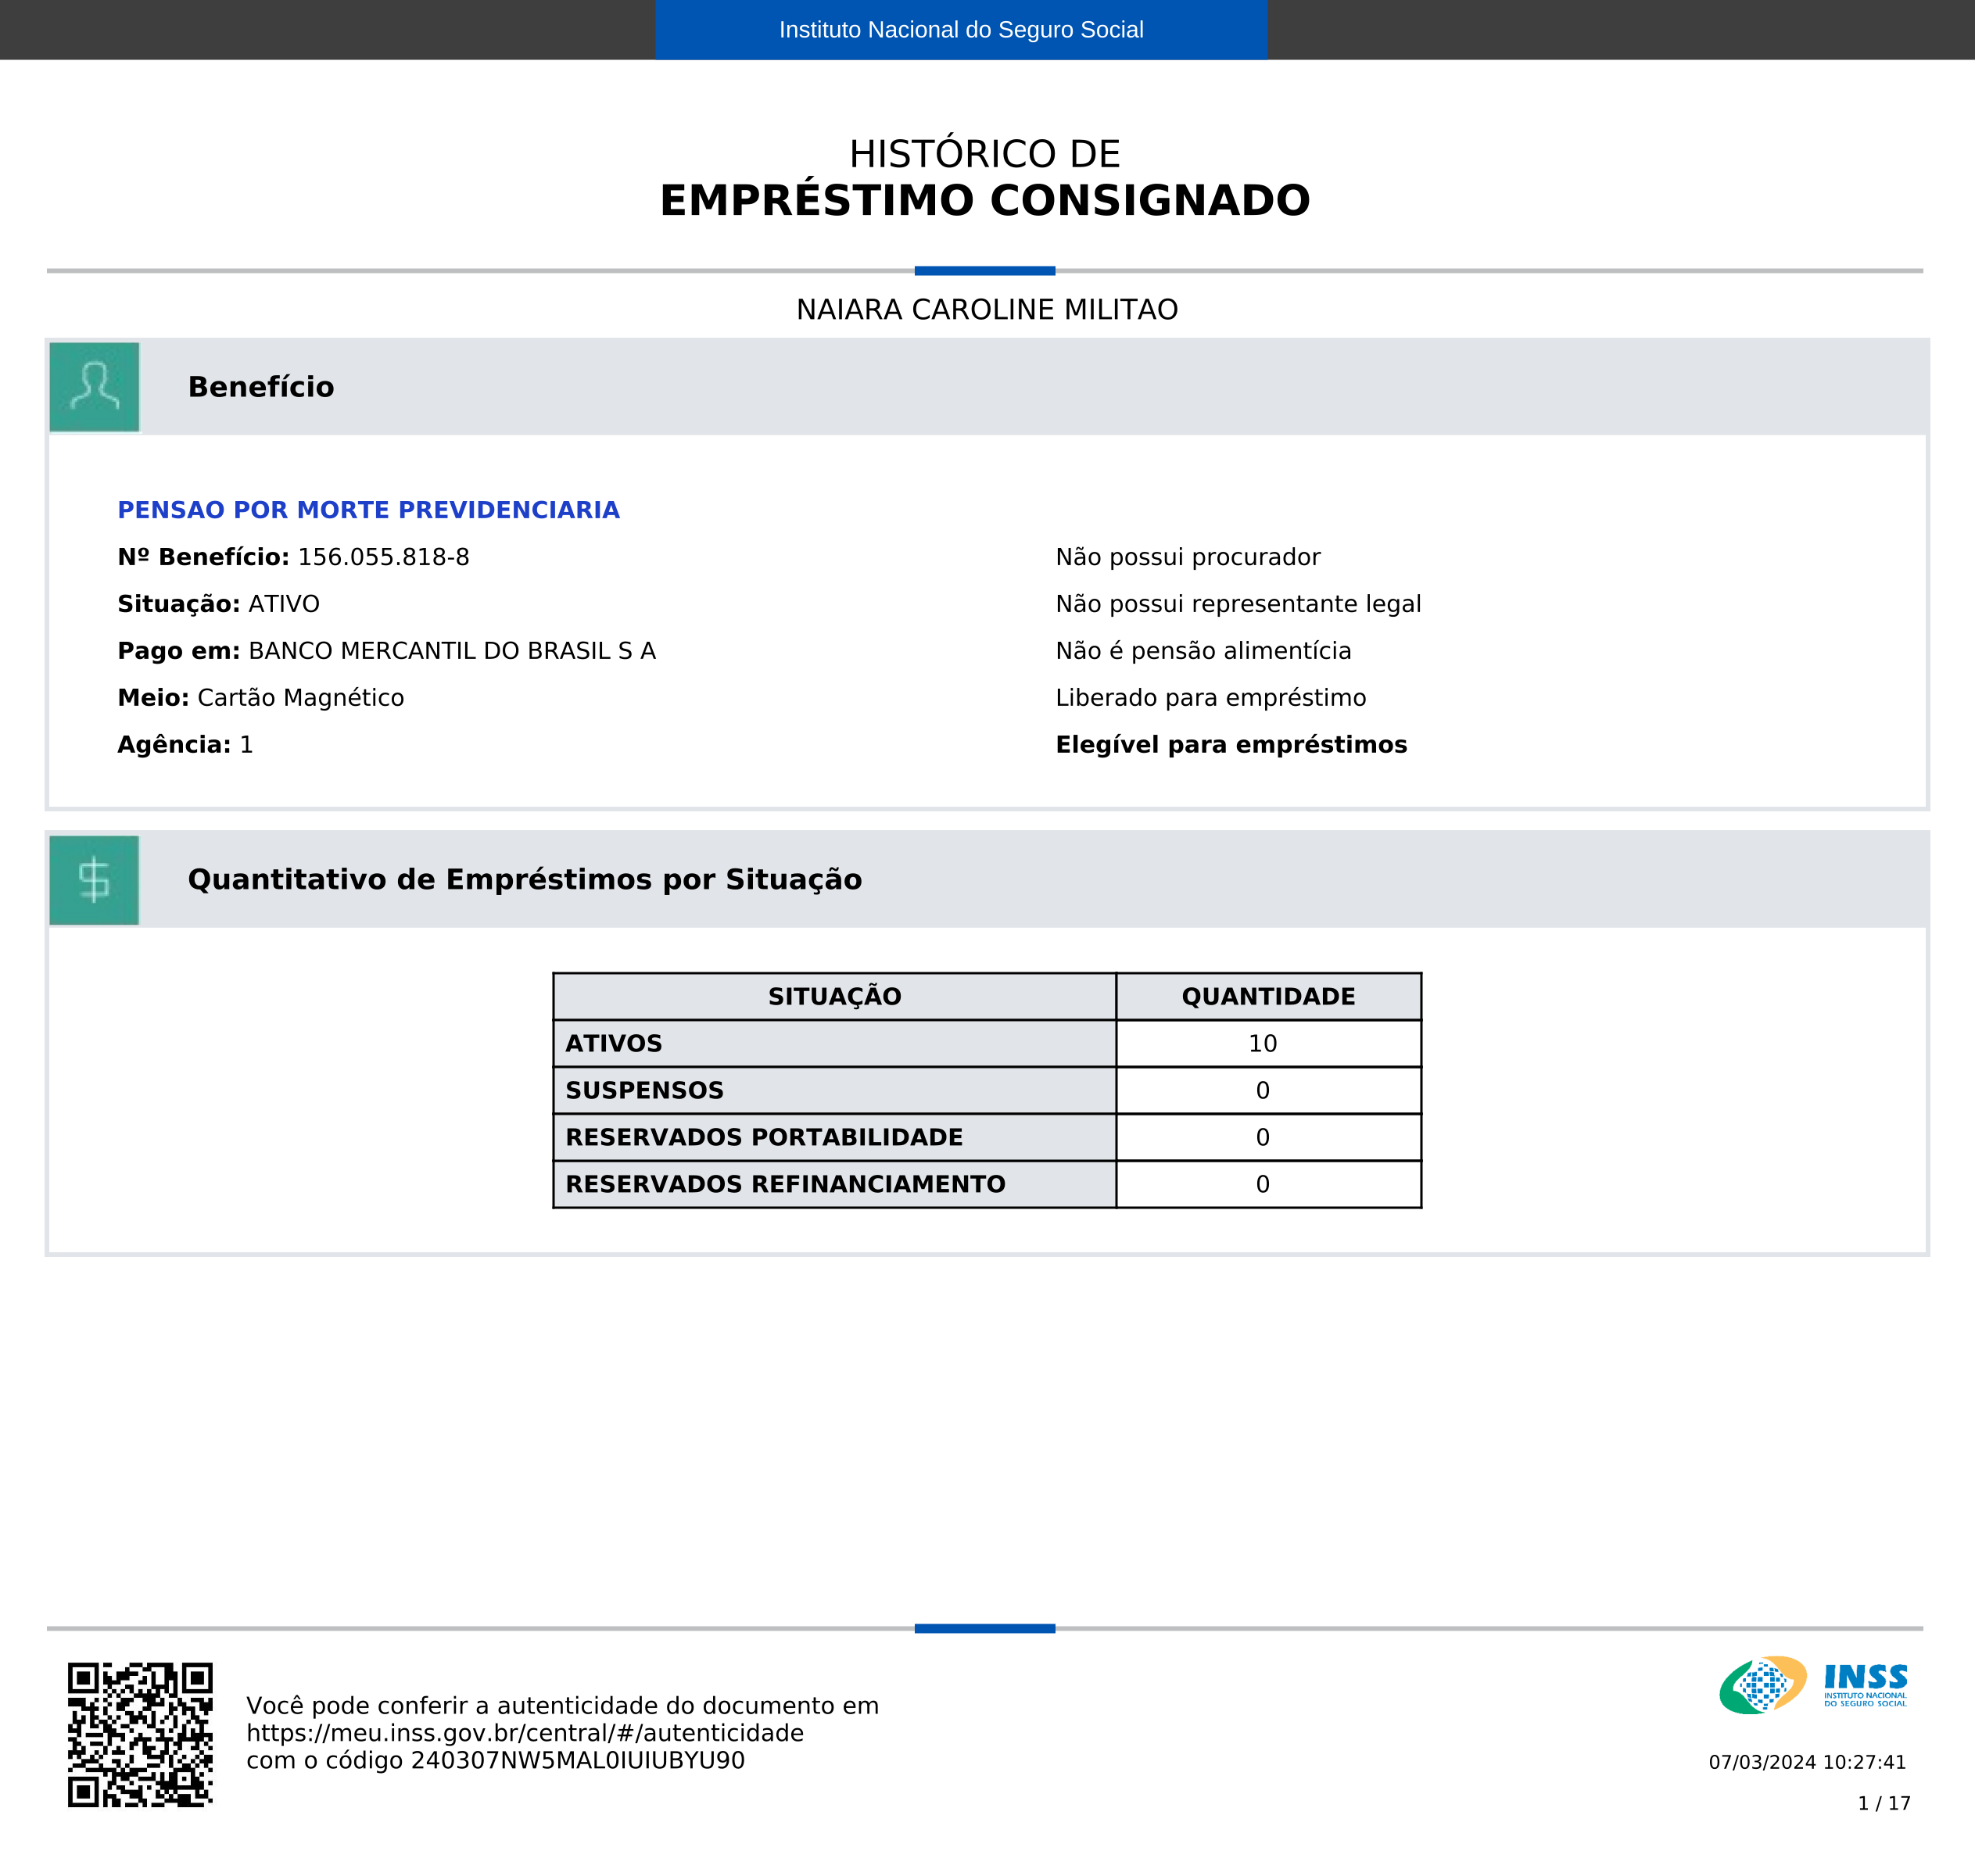 Instituto Nacional do Seguro Social
HISTÓRICO DE
EMPRÉSTIMO CONSIGNADO
NAIARA CAROLINE MILITAO
Benefício
PENSAO POR MORTE PREVIDENCIARIA
Nº Benefício: 156.055.818-8
Não possui procurador
Situação: ATIVO
Não possui representante legal
Pago em: BANCO MERCANTIL DO BRASIL S A
Não é pensão alimentícia
Meio: Cartão Magnético
Liberado para empréstimo
Agência: 1
Elegível para empréstimos
Quantitativo de Empréstimos por Situação
SITUAÇÃO QUANTIDADE
ATIVOS 10
SUSPENSOS 0
RESERVADOS PORTABILIDADE 0
RESERVADOS REFINANCIAMENTO 0
Você pode conferir a autenticidade do documento em
https://meu.inss.gov.br/central/#/autenticidade
com o código 240307NW5MAL0IUIUBYU90
INSS
INSTITUTO NACIONAL
DO SEGURO SOCIAL
07/03/2024 10:27:41
1 / 17